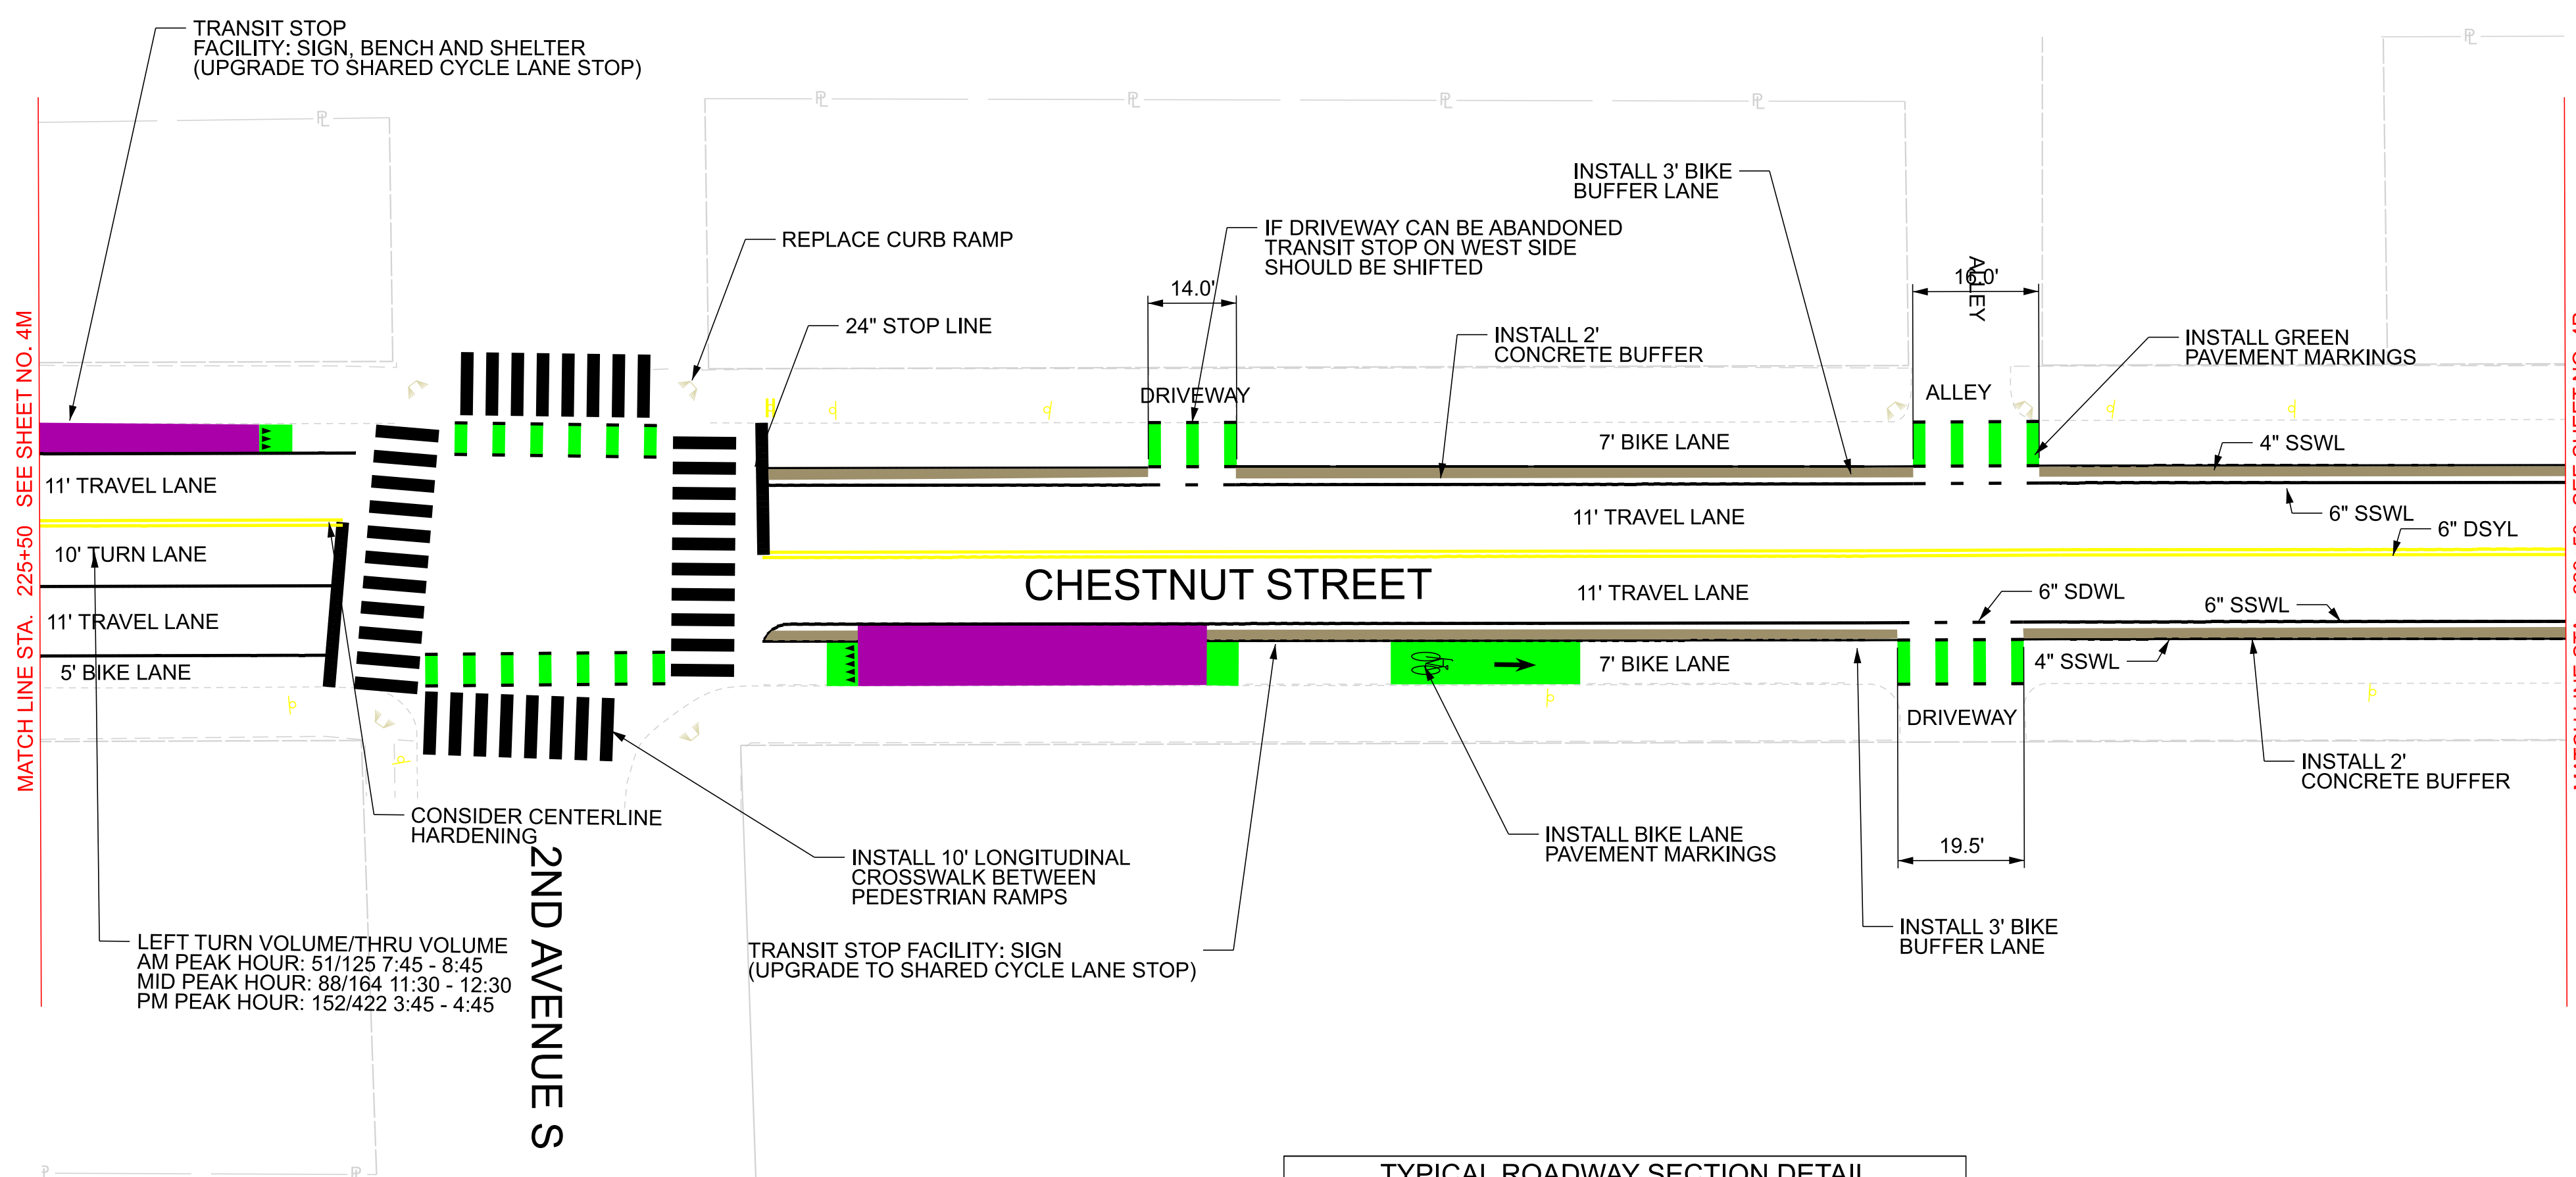 TRANSIT STOP
FACILITY: SIGN, BENCH AND SHELTER
(UPGRADE TO SHARED CYCLE LANE STOP)
REPLACE CURB RAMP
24" STOP LINE
IF DRIVEWAY CAN BE ABANDONED
TRANSIT STOP ON WEST SIDE
SHOULD BE SHIFTED
INSTALL 3' BIKE
BUFFER LANE
14.0'
INSTALL 2'
CONCRETE BUFFER
ALLEY
16.0'
INSTALL GREEN
PAVEMENT MARKINGS
DRIVEWAY
ALLEY
7' BIKE LANE
4" SSWL
6" SSWL
6" DSYL
MATCH LINE STA. 225+50 SEE SHEET NO. 4M
11' TRAVEL LANE
10' TURN LANE
11' TRAVEL LANE
5' BIKE LANE
11' TRAVEL LANE
CHESTNUT STREET
11' TRAVEL LANE
6" SDWL
6" SSWL
7' BIKE LANE
4" SSWL
DRIVEWAY
INSTALL 2'
CONCRETE BUFFER
19.5'
CONSIDER CENTERLINE
HARDENING
2ND AVENUE S
INSTALL 10' LONGITUDINAL
CROSSWALK BETWEEN
PEDESTRIAN RAMPS
INSTALL BIKE LANE
PAVEMENT MARKINGS
INSTALL 3' BIKE
BUFFER LANE
TRANSIT STOP FACILITY: SIGN
(UPGRADE TO SHARED CYCLE LANE STOP)
LEFT TURN VOLUME/THRU VOLUME
AM PEAK HOUR: 51/125 7:45 - 8:45
MID PEAK HOUR: 88/164 11:30 - 12:30
PM PEAK HOUR: 152/422 3:45 - 4:45
TYPICAL ROADWAY SECTION DETAIL